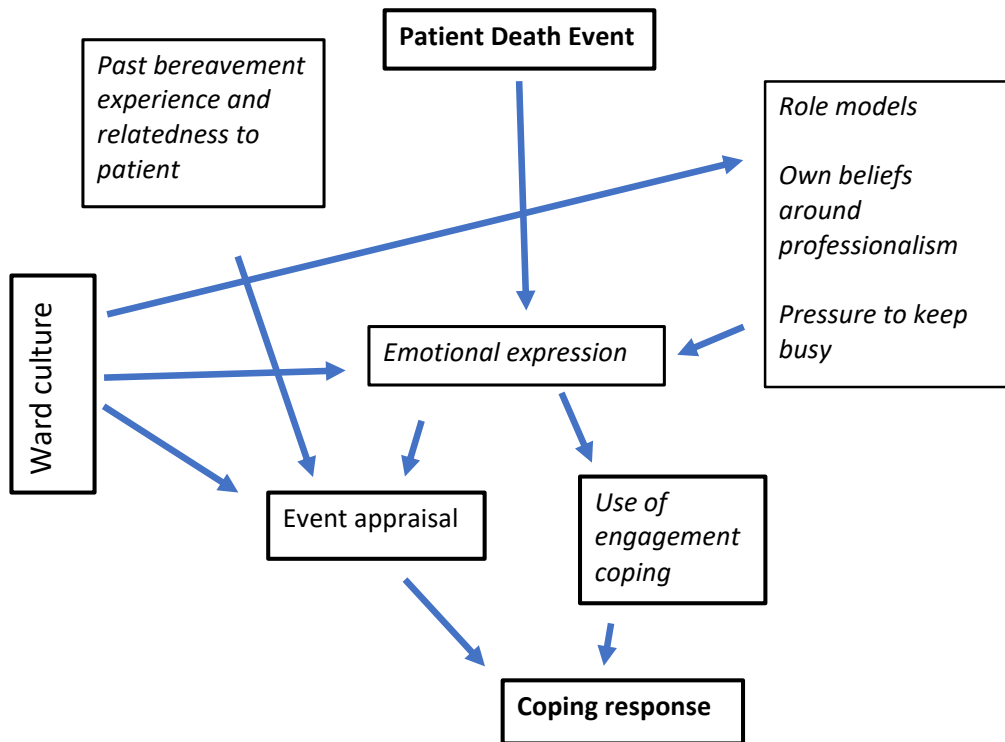 Patient Death Event
Past bereavement
experience and
relatedness to
patient
Role models
Own beliefs
around
professionalism
Pressure to keep
busy
Ward culture
Emotional expression
Event appraisal
Use of
engagement
coping
Coping response